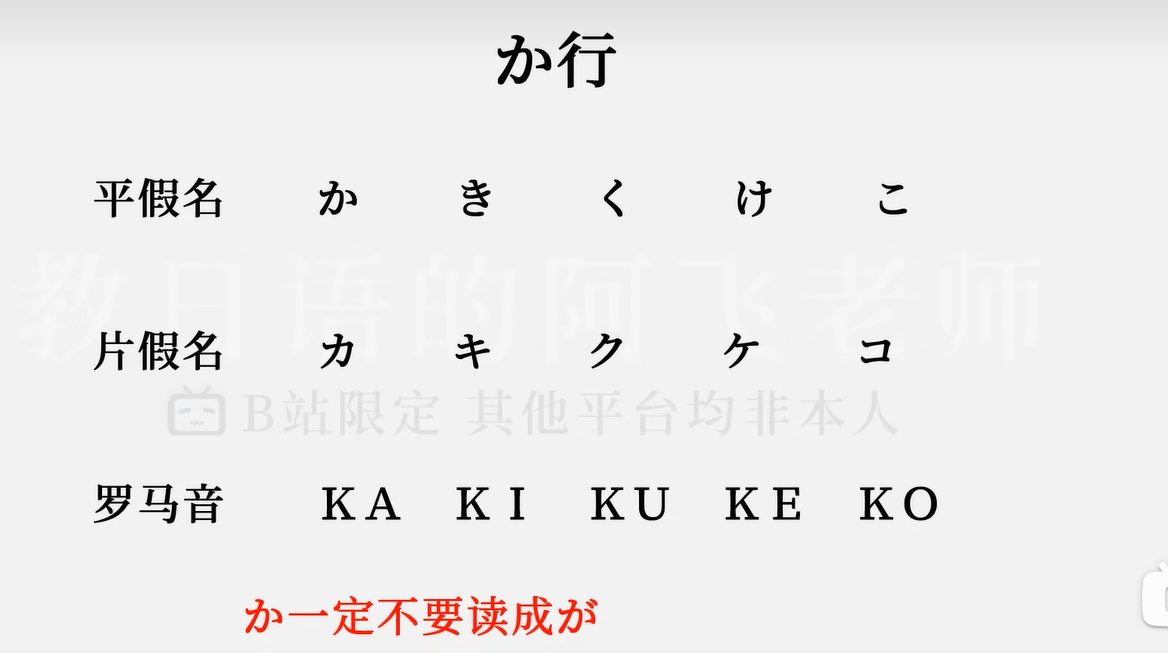 か行
平假名 か き く け こ
教日语的阿飞老师
片假名 カ キ ク ケ コ
B站限定 其他平台均非本人
罗马音 KA KI KU KE KO
か一定不要读成が